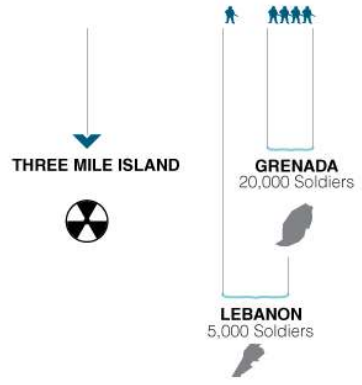 THREE MILE ISLAND
GRENADA
20,000 Soldiers
LEBANON
5,000 Soldiers